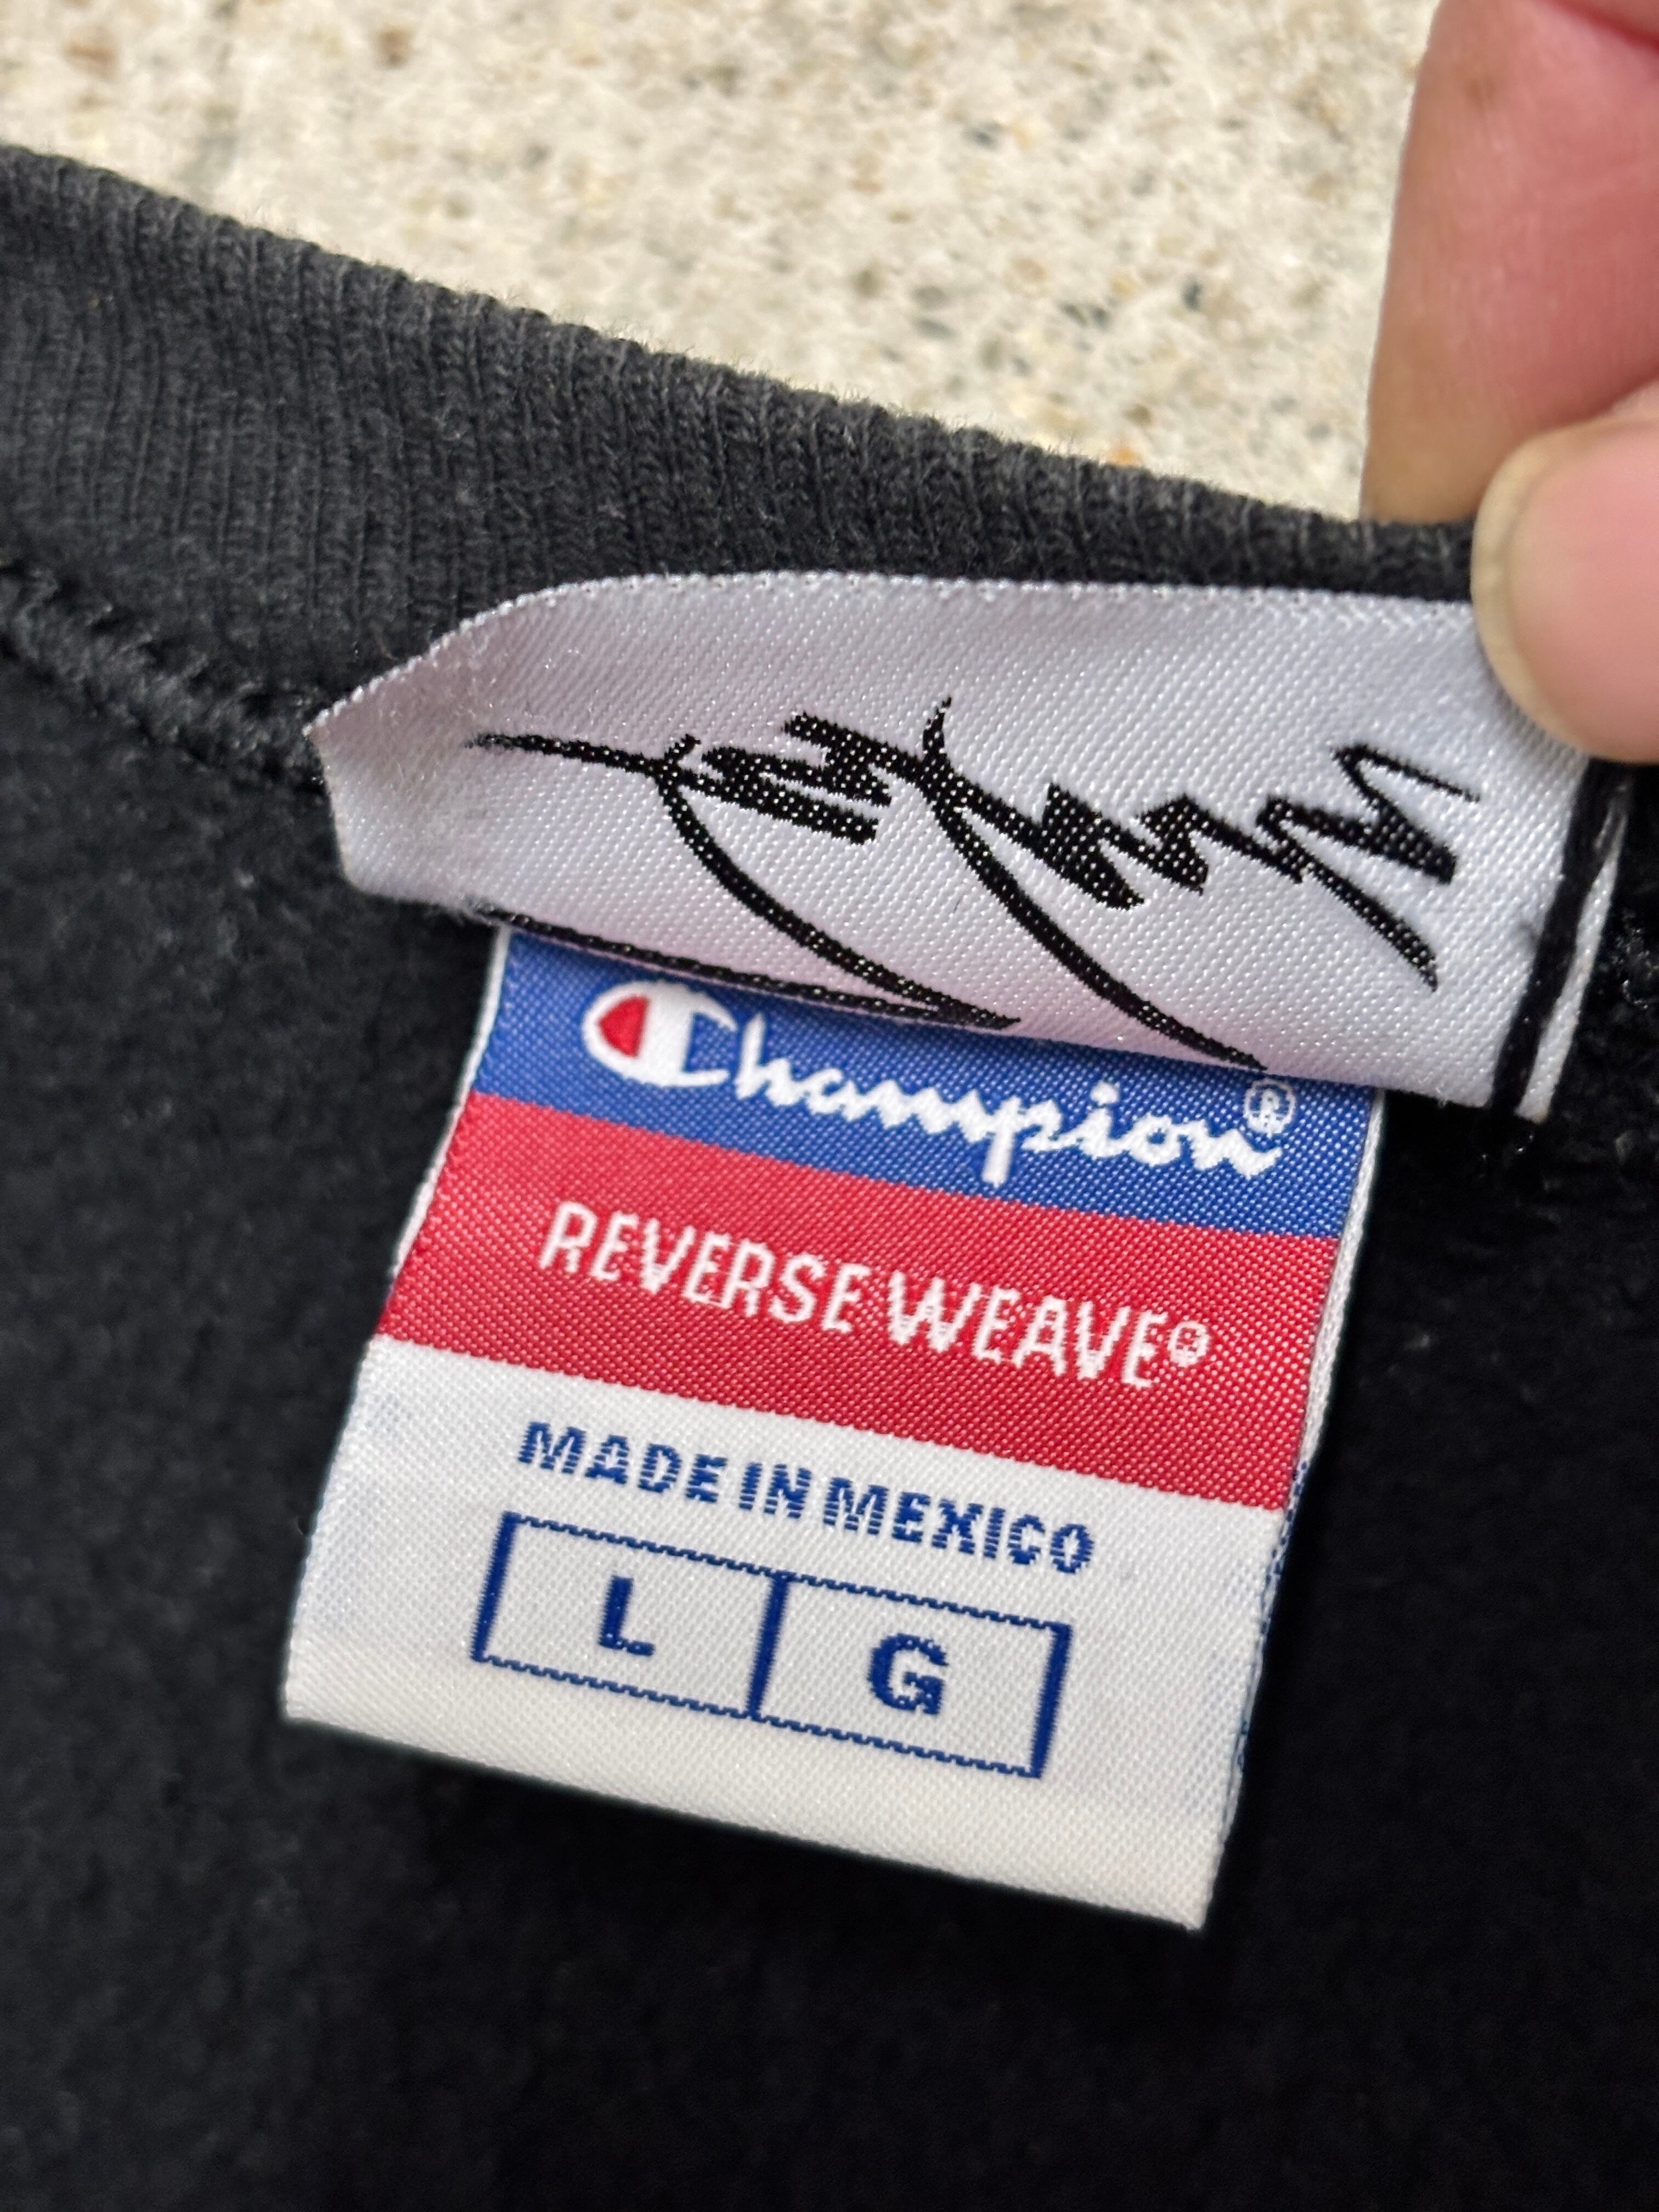 Champion®
REVERSE WEAVE®
MADE IN MEXICO
L G